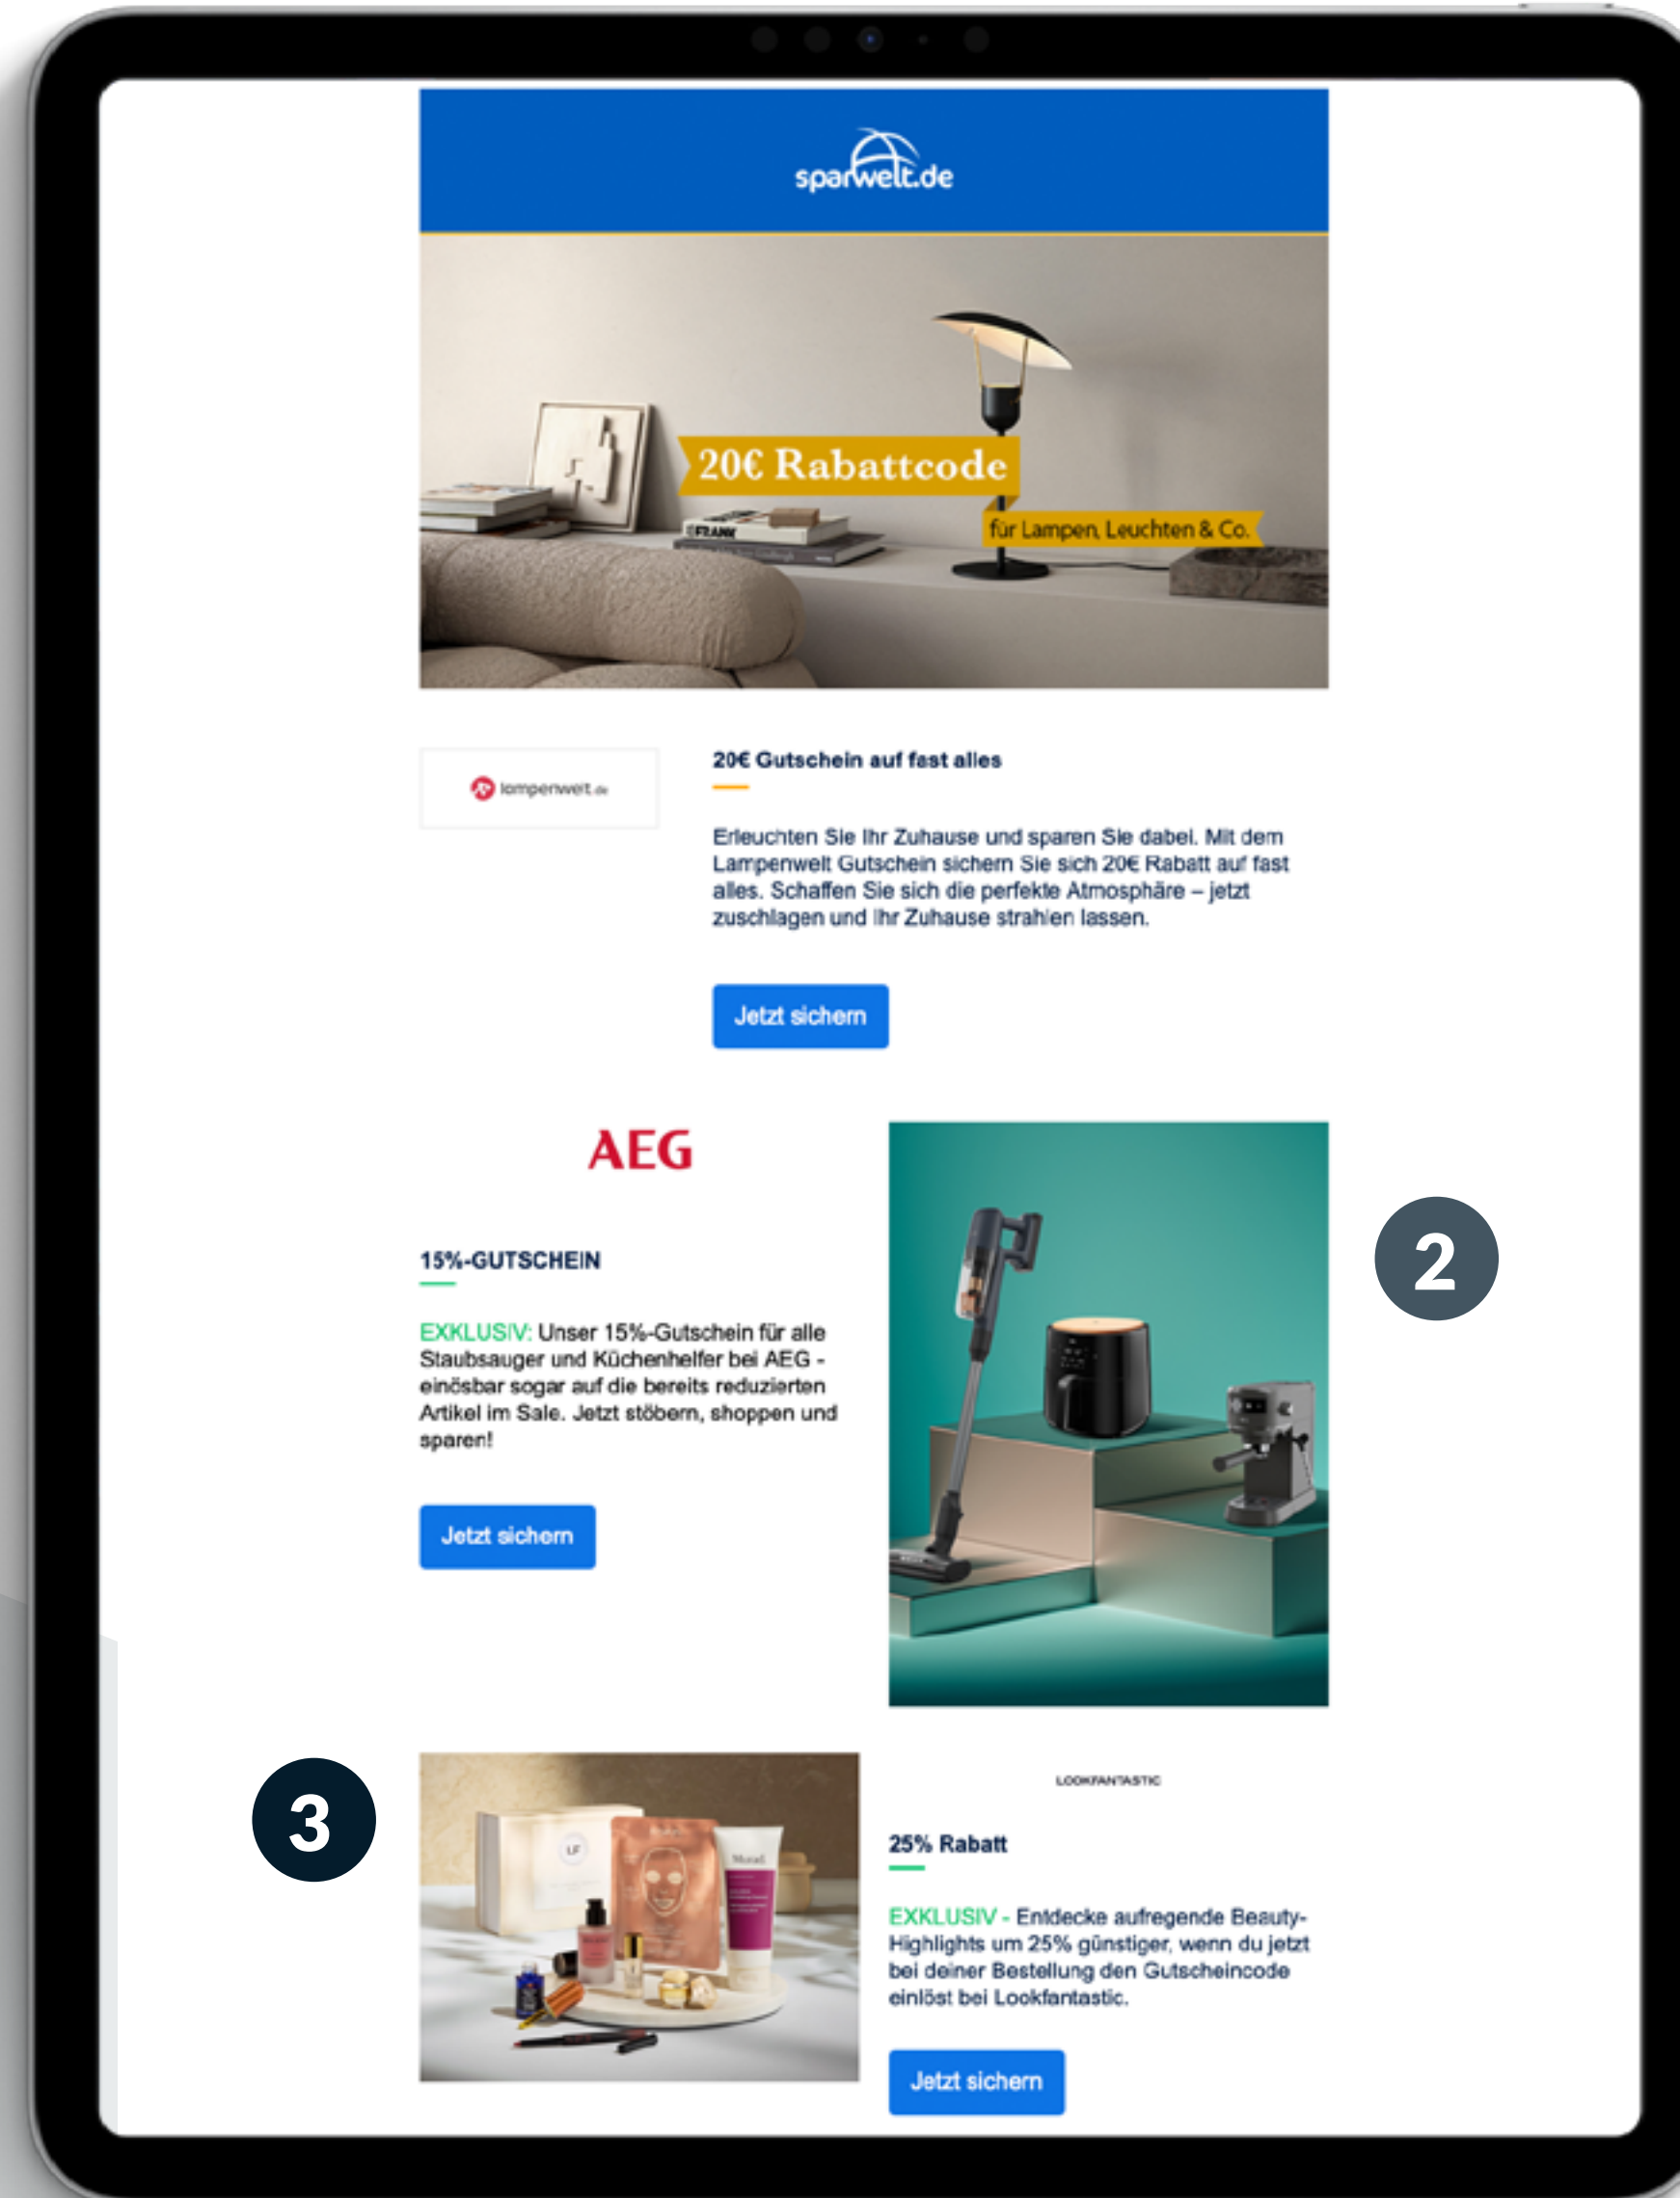 sparwelt.de
20€ Rabattcode
für Lampen, Leuchten & Co.
FRANK
lampenwelt.de
20€ Gutschein auf fast alles
Erleuchten Sie Ihr Zuhause und sparen Sie dabei. Mit dem
Lampenwelt Gutschein sichern Sie sich 20€ Rabatt auf fast
alles. Schaffen Sie sich die perfekte Atmosphäre – jetzt
zuschlagen und Ihr Zuhause strahlen lassen.
Jetzt sichern
AEG
15%-GUTSCHEIN
EXKLUSIV: Unser 15%-Gutschein für alle
Staubsauger und Küchenhelfer bei AEG -
einösbar sogar auf die bereits reduzierten
Artikel im Sale. Jetzt stöbern, shoppen und
sparen!
Jetzt sichern
2
3
LF
Murad
LOOKFANTASTIC
25% Rabatt
EXKLUSIV - Entdecke aufregende Beauty-
Highlights um 25% günstiger, wenn du jetzt
bei deiner Bestellung den Gutscheincode
einlöst bei Lookfantastic.
Jetzt sichern